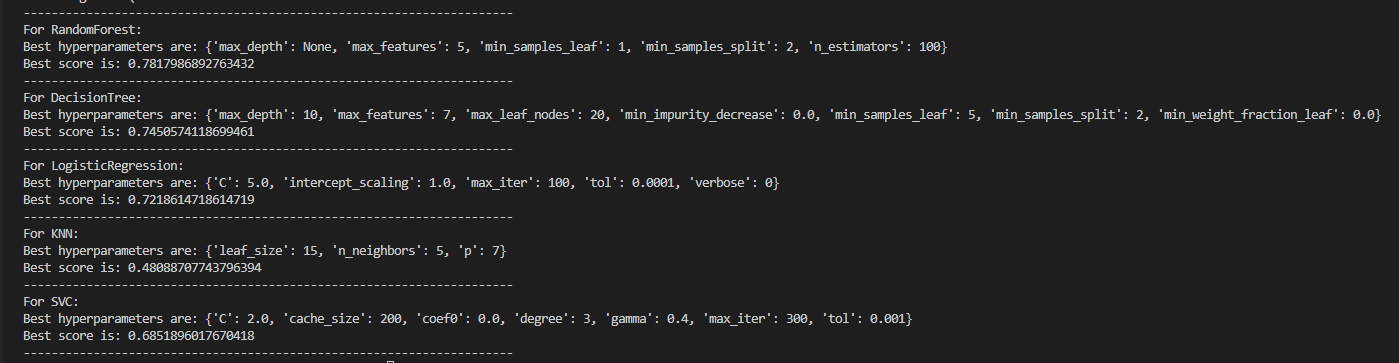 ---------------------------------------------------------------
For RandomForest:
Best hyperparameters are: {'max_depth': None, 'max_features': 5, 'min_samples_leaf': 1, 'min_samples_split': 2, 'n_estimators': 100}
Best score is: 0.7817986892763432
---------------------------------------------------------------
For DecisionTree:
Best hyperparameters are: {'max_depth': 10, 'max_features': 7, 'max_leaf_nodes': 20, 'min_impurity_decrease': 0.0, 'min_samples_leaf': 5, 'min_samples_split': 2, 'min_weight_fraction_leaf': 0.0}
Best score is: 0.7450574118699461
---------------------------------------------------------------
For LogisticRegression:
Best hyperparameters are: {'C': 5.0, 'intercept_scaling': 1.0, 'max_iter': 100, 'tol': 0.0001, 'verbose': 0}
Best score is: 0.7218614718614719
---------------------------------------------------------------
For KNN:
Best hyperparameters are: {'leaf_size': 15, 'n_neighbors': 5, 'p': 7}
Best score is: 0.48088707743796394
---------------------------------------------------------------
For SVC:
Best hyperparameters are: {'C': 2.0, 'cache_size': 200, 'coef0': 0.0, 'degree': 3, 'gamma': 0.4, 'max_iter': 300, 'tol': 0.001}
Best score is: 0.6851896017670418
---------------------------------------------------------------